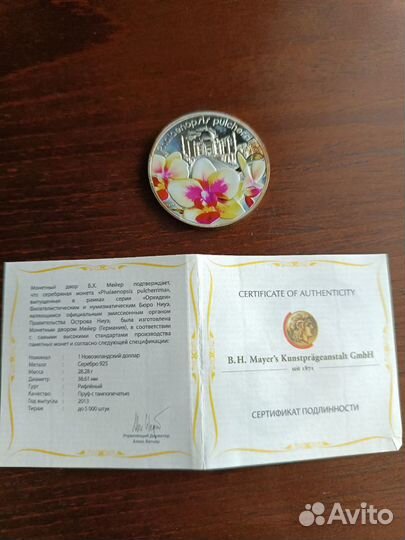 Phalaenopsis pulcherrima
Монетный двор Б.Х. Мейер подтверждает,
что серебряная монета «Phalaenopsis pulcherrima»,
выпущенная в рамках серии «Орхидеи»
Филателистическим и нумизматическим Бюро Ниуэ,
являющимся официальным эмиссионным органом
Правительства Острова Ниуэ, была изготовлена
Монетным двором Мейер (Германия), в соответствии
с самыми высокими стандартами производства
памятных монет и согласно следующей спецификации:
Номинал 1 Новозеландский доллар
Металл Серебро 925
Масса 28.28 г
Диаметр 38,61 мм
Гурт Рифлёный
Качество Пруф с тампопечатью
Год выпуска 2013
Тираж до 5 000 штук
Управляющий директор
CERTIFICATE OF AUTHENTICITY
B. H. Mayer's Kunstprägeanstalt GmbH
seit 1871
СЕРТИФИКАТ ПОДЛИННОСТИ
Avito